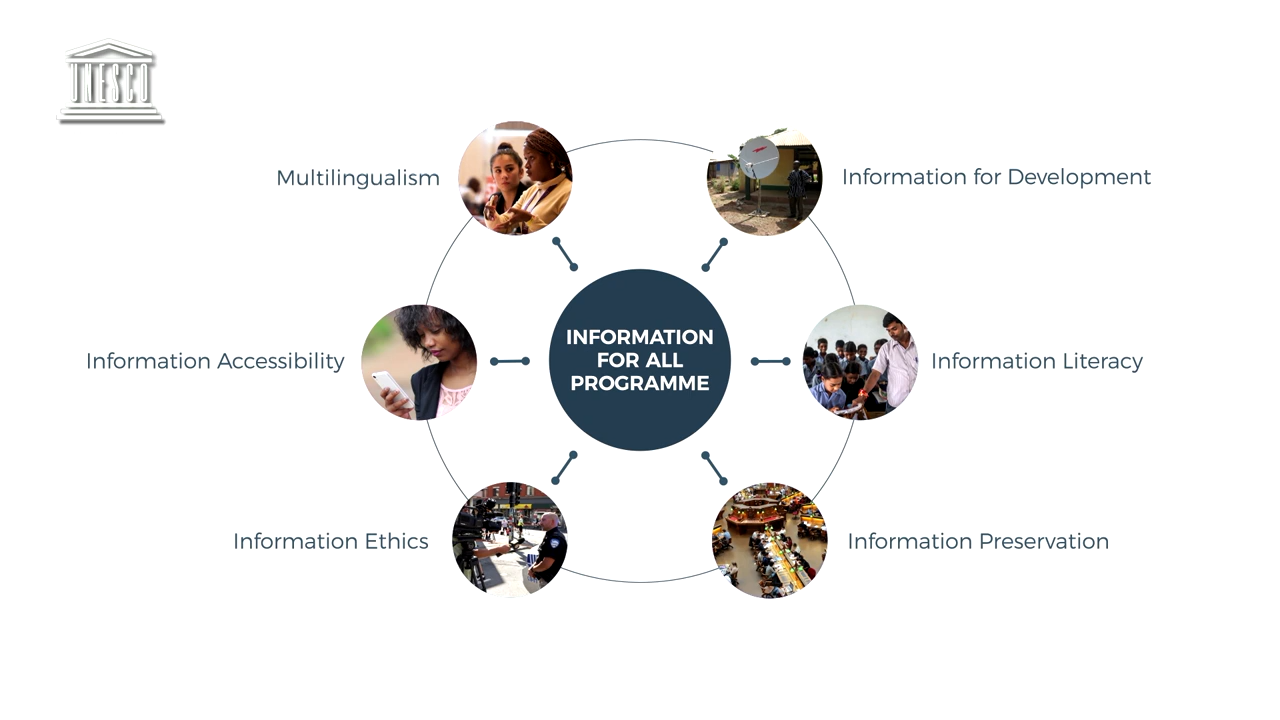 UNESCO
Multilingualism
Information for Development
INFORMATION
FOR ALL
PROGRAMME
Information Accessibility
Information Literacy
Information Ethics
Information Preservation